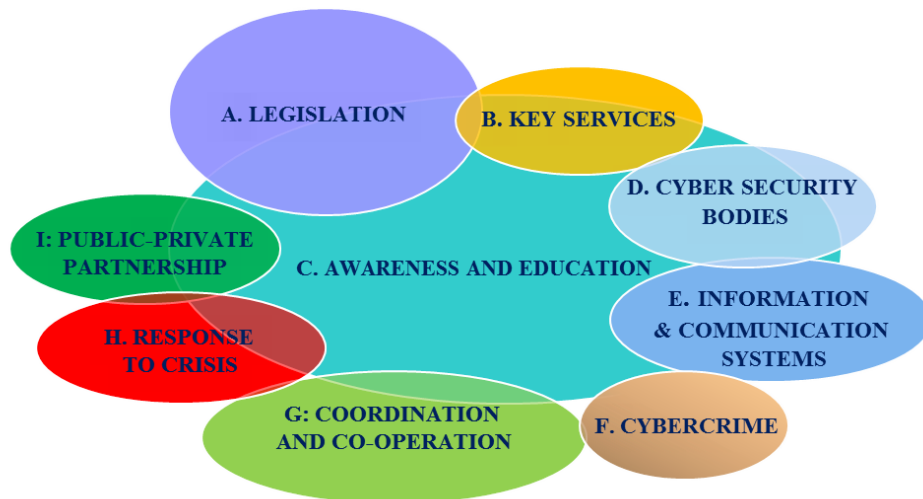 A. LEGISLATION
B. KEY SERVICES
D. CYBER SECURITY
BODIES
I: PUBLIC-PRIVATE
PARTNERSHIP
C. AWARENESS AND EDUCATION
E. INFORMATION
& COMMUNICATION
SYSTEMS
H. RESPONSE
TO CRISIS
G: COORDINATION
AND CO-OPERATION
F. CYBERCRIME